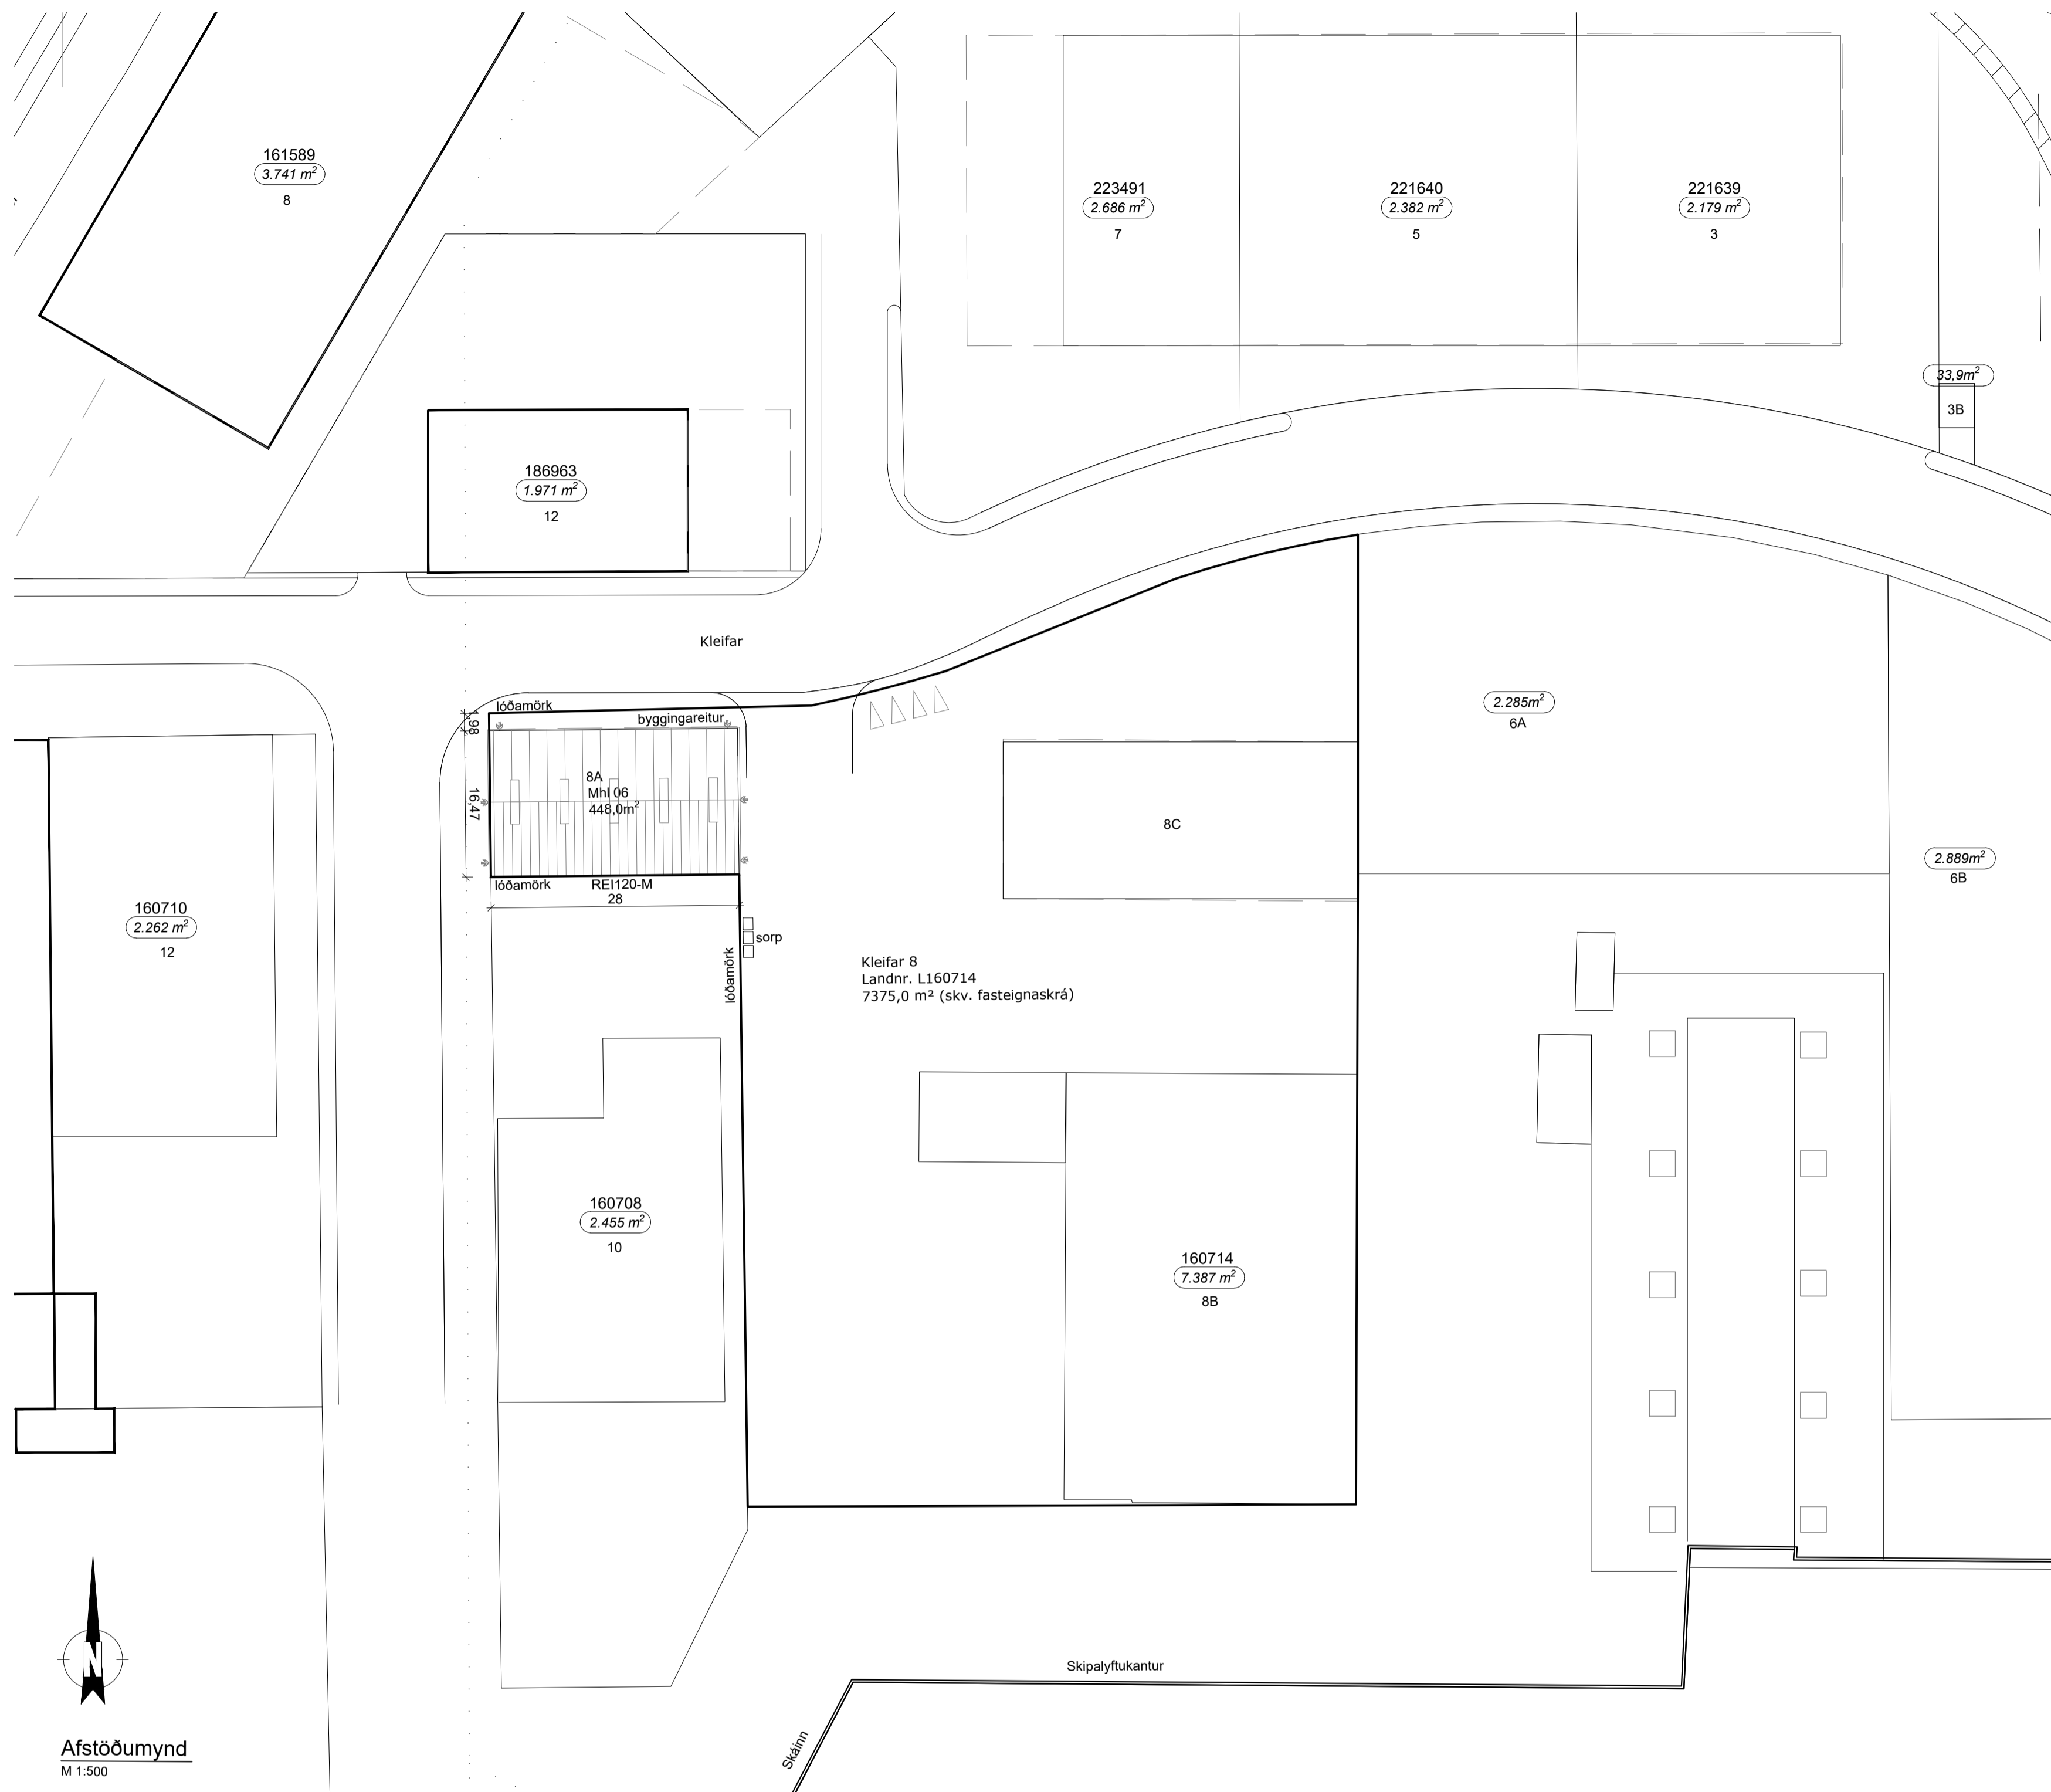 161589
3.741 m²
8
223491
2.686 m²
7
221640
2.382 m²
5
221639
2.179 m²
3
33,9m²
3B
186963
1.971 m²
12
Kleifar
lóðamörk
byggingareitur
1,98
16,47
8A
Mhl 06
448,0m²
lóðamörk
REI120-M
28
sorp
lóðamörk
2.285m²
6A
8C
2.889m²
6B
160710
2.262 m²
12
Kleifar 8
Landnr. L160714
7375,0 m² (skv. fasteignaskrá)
160708
2.455 m²
10
160714
7.387 m²
8B
Skipalyftukantur
Skáinn
N
Afstöðumynd
M 1:500